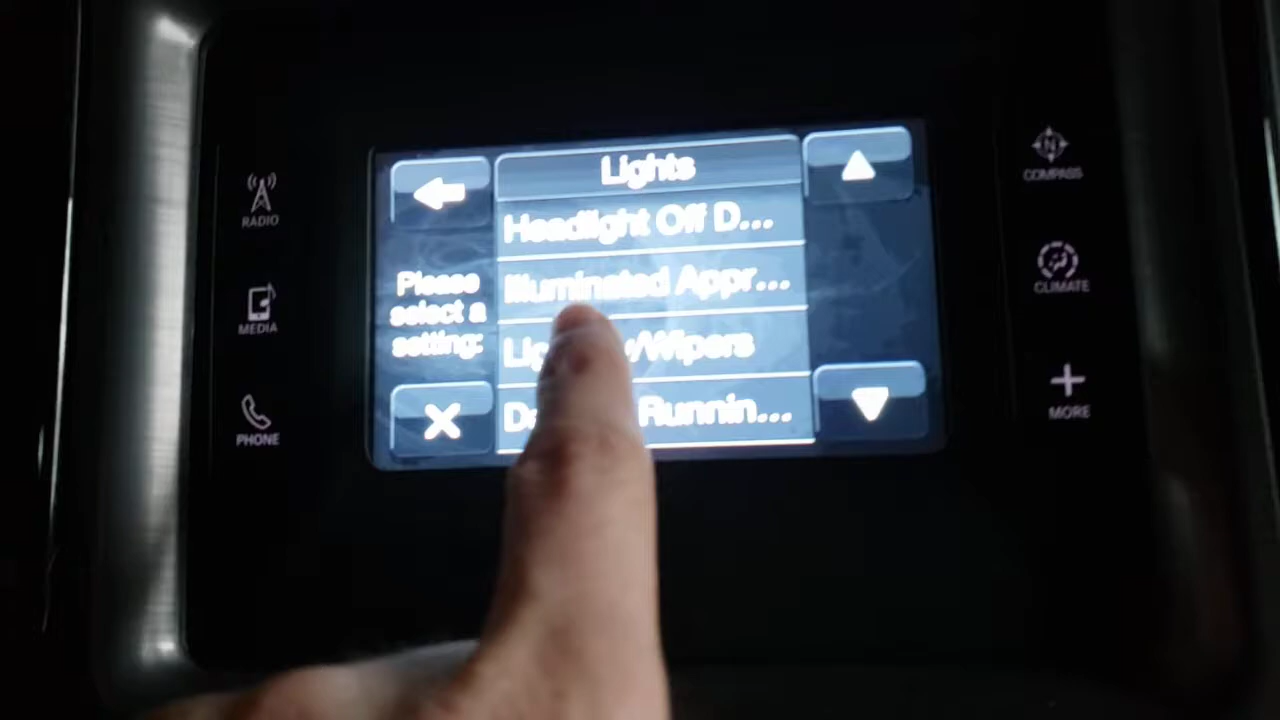 Lights
Headlight Off D...
Illuminated Appr...
/Wipers
Runnin...
Please
select a
setting:
RADIO
MEDIA
PHONE
N
COMPASS
CLIMATE
MORE